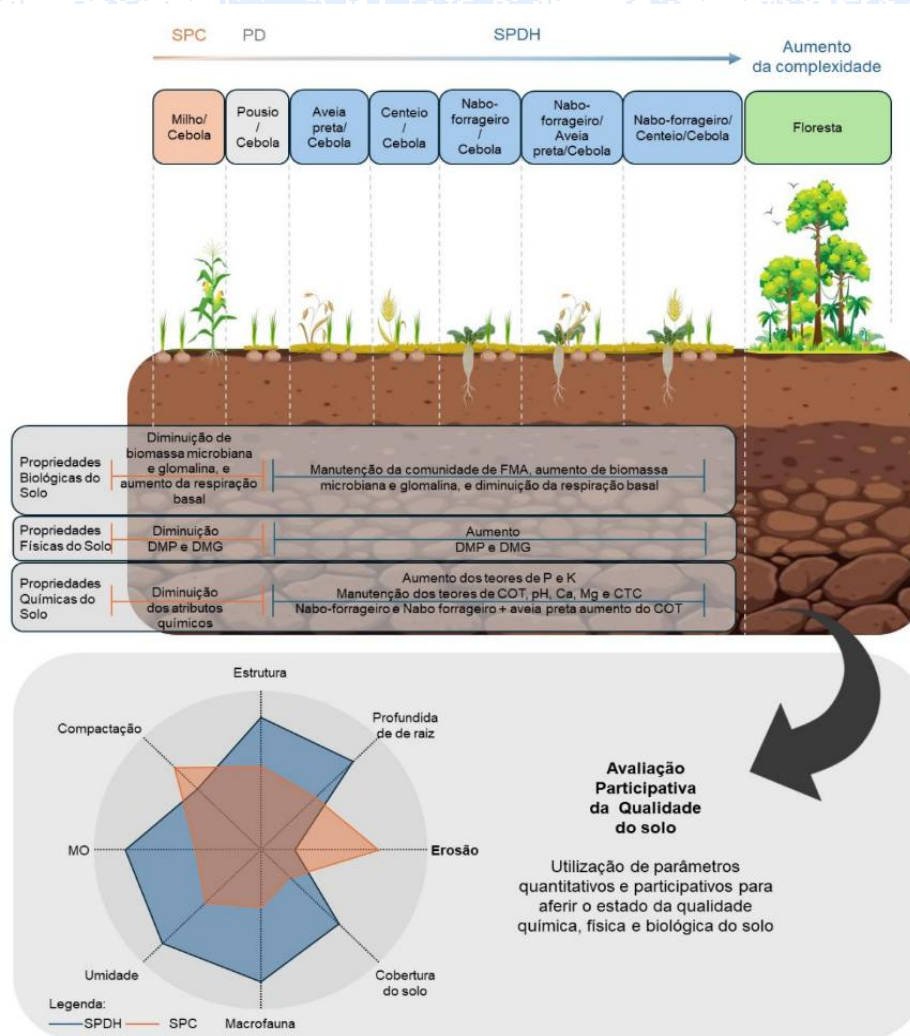 SPC
PD
SPDH
Aumento
da complexidade
Milho/
Cebola
Pousio
/
Cebola
Aveia
preta/
Cebola
Centeio
/
Cebola
Nabo-
forrageiro
/
Cebola
Nabo-
forrageiro/
Aveia
preta/Cebola
Nabo-forrageiro/
Centeio/Cebola
Floresta
Propriedades
Biológicas do
Solo
Diminuição de
biomassa microbiana
e glomalina, e
aumento da respiração
basal
Manutenção da comunidade de FMA, aumento de biomassa
microbiana e glomalina, e diminuição da respiração basal
Propriedades
Físicas do Solo
Diminuição
DMP e DMG
Aumento
DMP e DMG
Propriedades
Químicas do
Solo
Diminuição
dos atributos
químicos
Aumento dos teores de P e K
Manutenção dos teores de COT, pH, Ca, Mg e CTC
Nabo-forrageiro e Nabo forrageiro + aveia preta aumento do COT
Estrutura
Profundida
de de raiz
Erosão
Cobertura
do solo
Macrofauna
Umidade
MO
Compactação
Legenda:
SPDH
SPC
Avaliação
Participativa
da Qualidade
do solo
Utilização de parâmetros
quantitativos e participativos para
aferir o estado da qualidade
química, física e biológica do solo